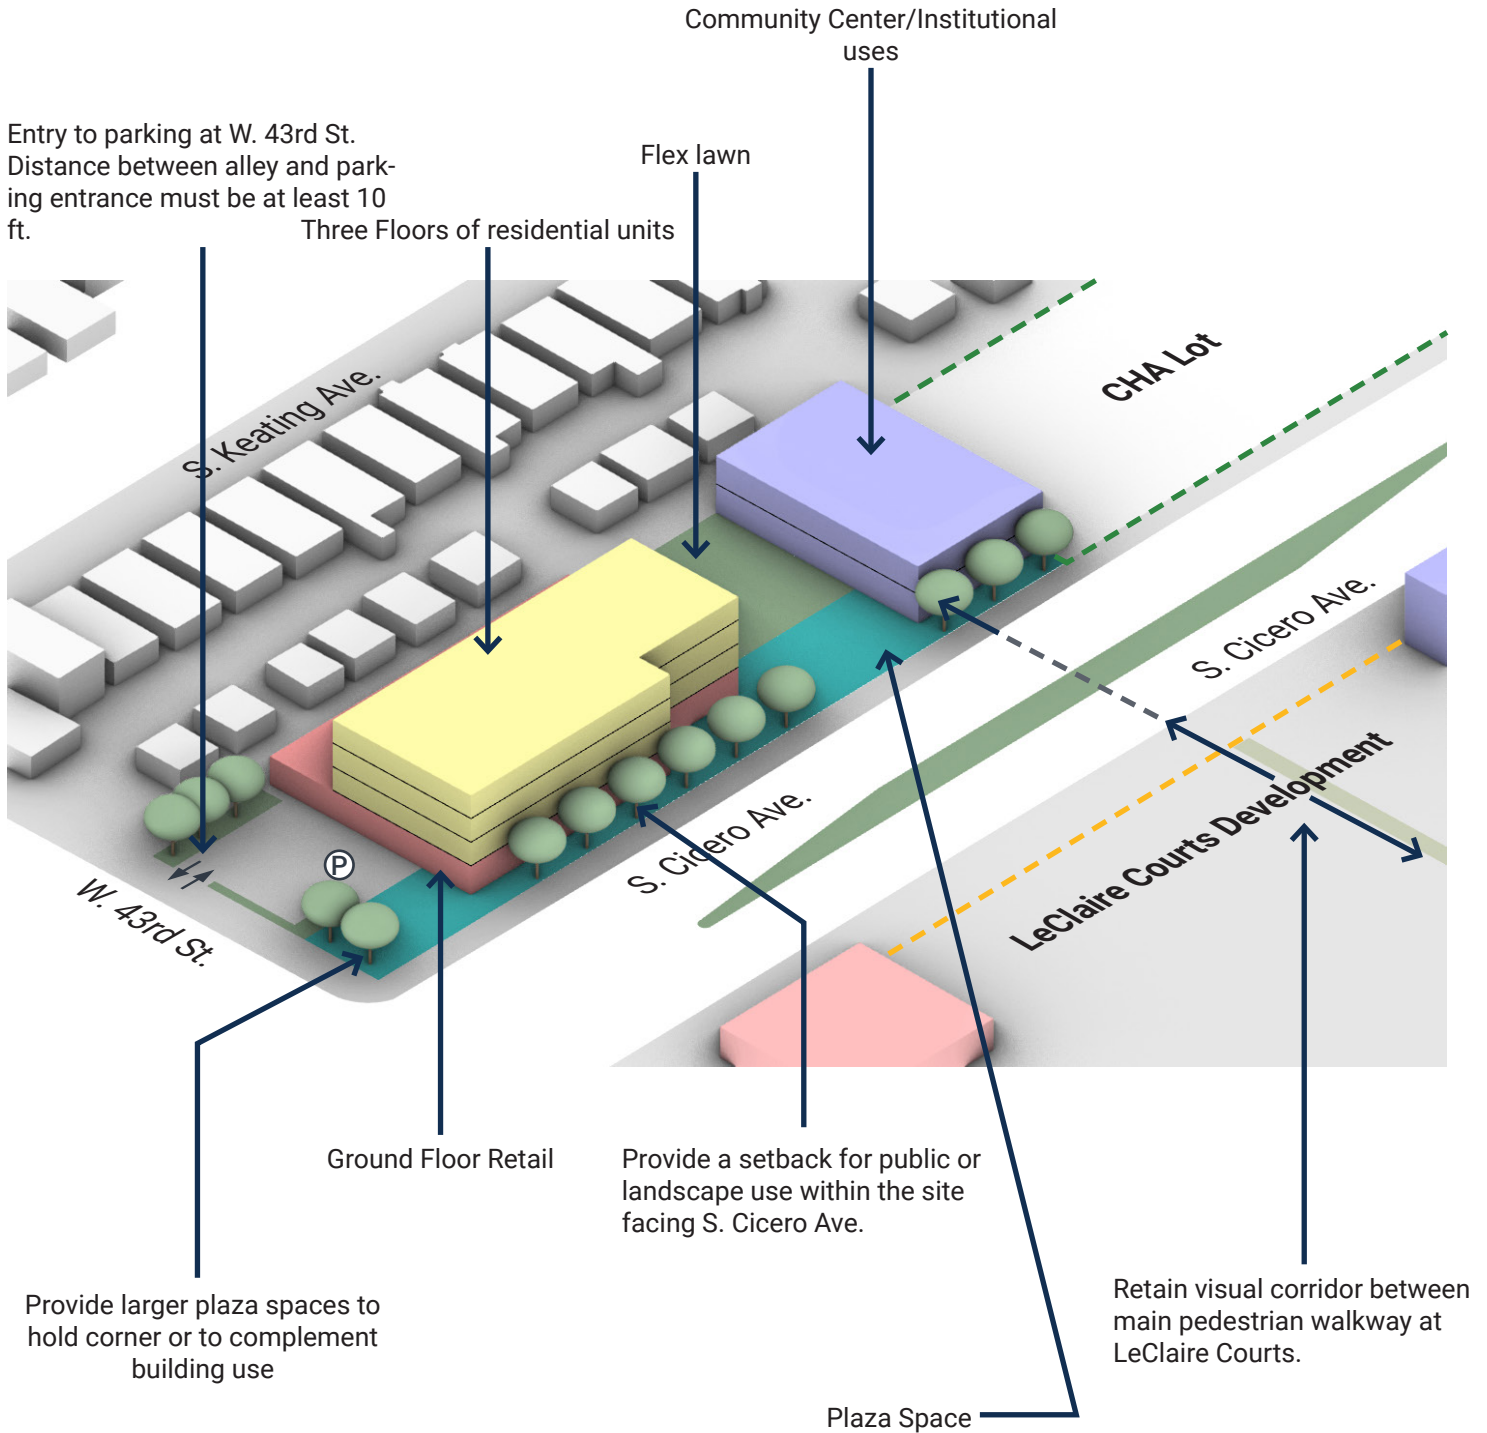 Community Center/Institutional
uses
Entry to parking at W. 43rd St.
Distance between alley and park-
ing entrance must be at least 10
ft.
Flex lawn
Three Floors of residential units
CHA Lot
S. Keating Ave.
S. Cicero Ave.
LeClaire Courts Development
S. Cicero Ave.
P
W. 43rd St.
Ground Floor Retail
Provide a setback for public or
landscape use within the site
facing S. Cicero Ave.
Provide larger plaza spaces to
hold corner or to complement
building use
Retain visual corridor between
main pedestrian walkway at
LeClaire Courts.
Plaza Space